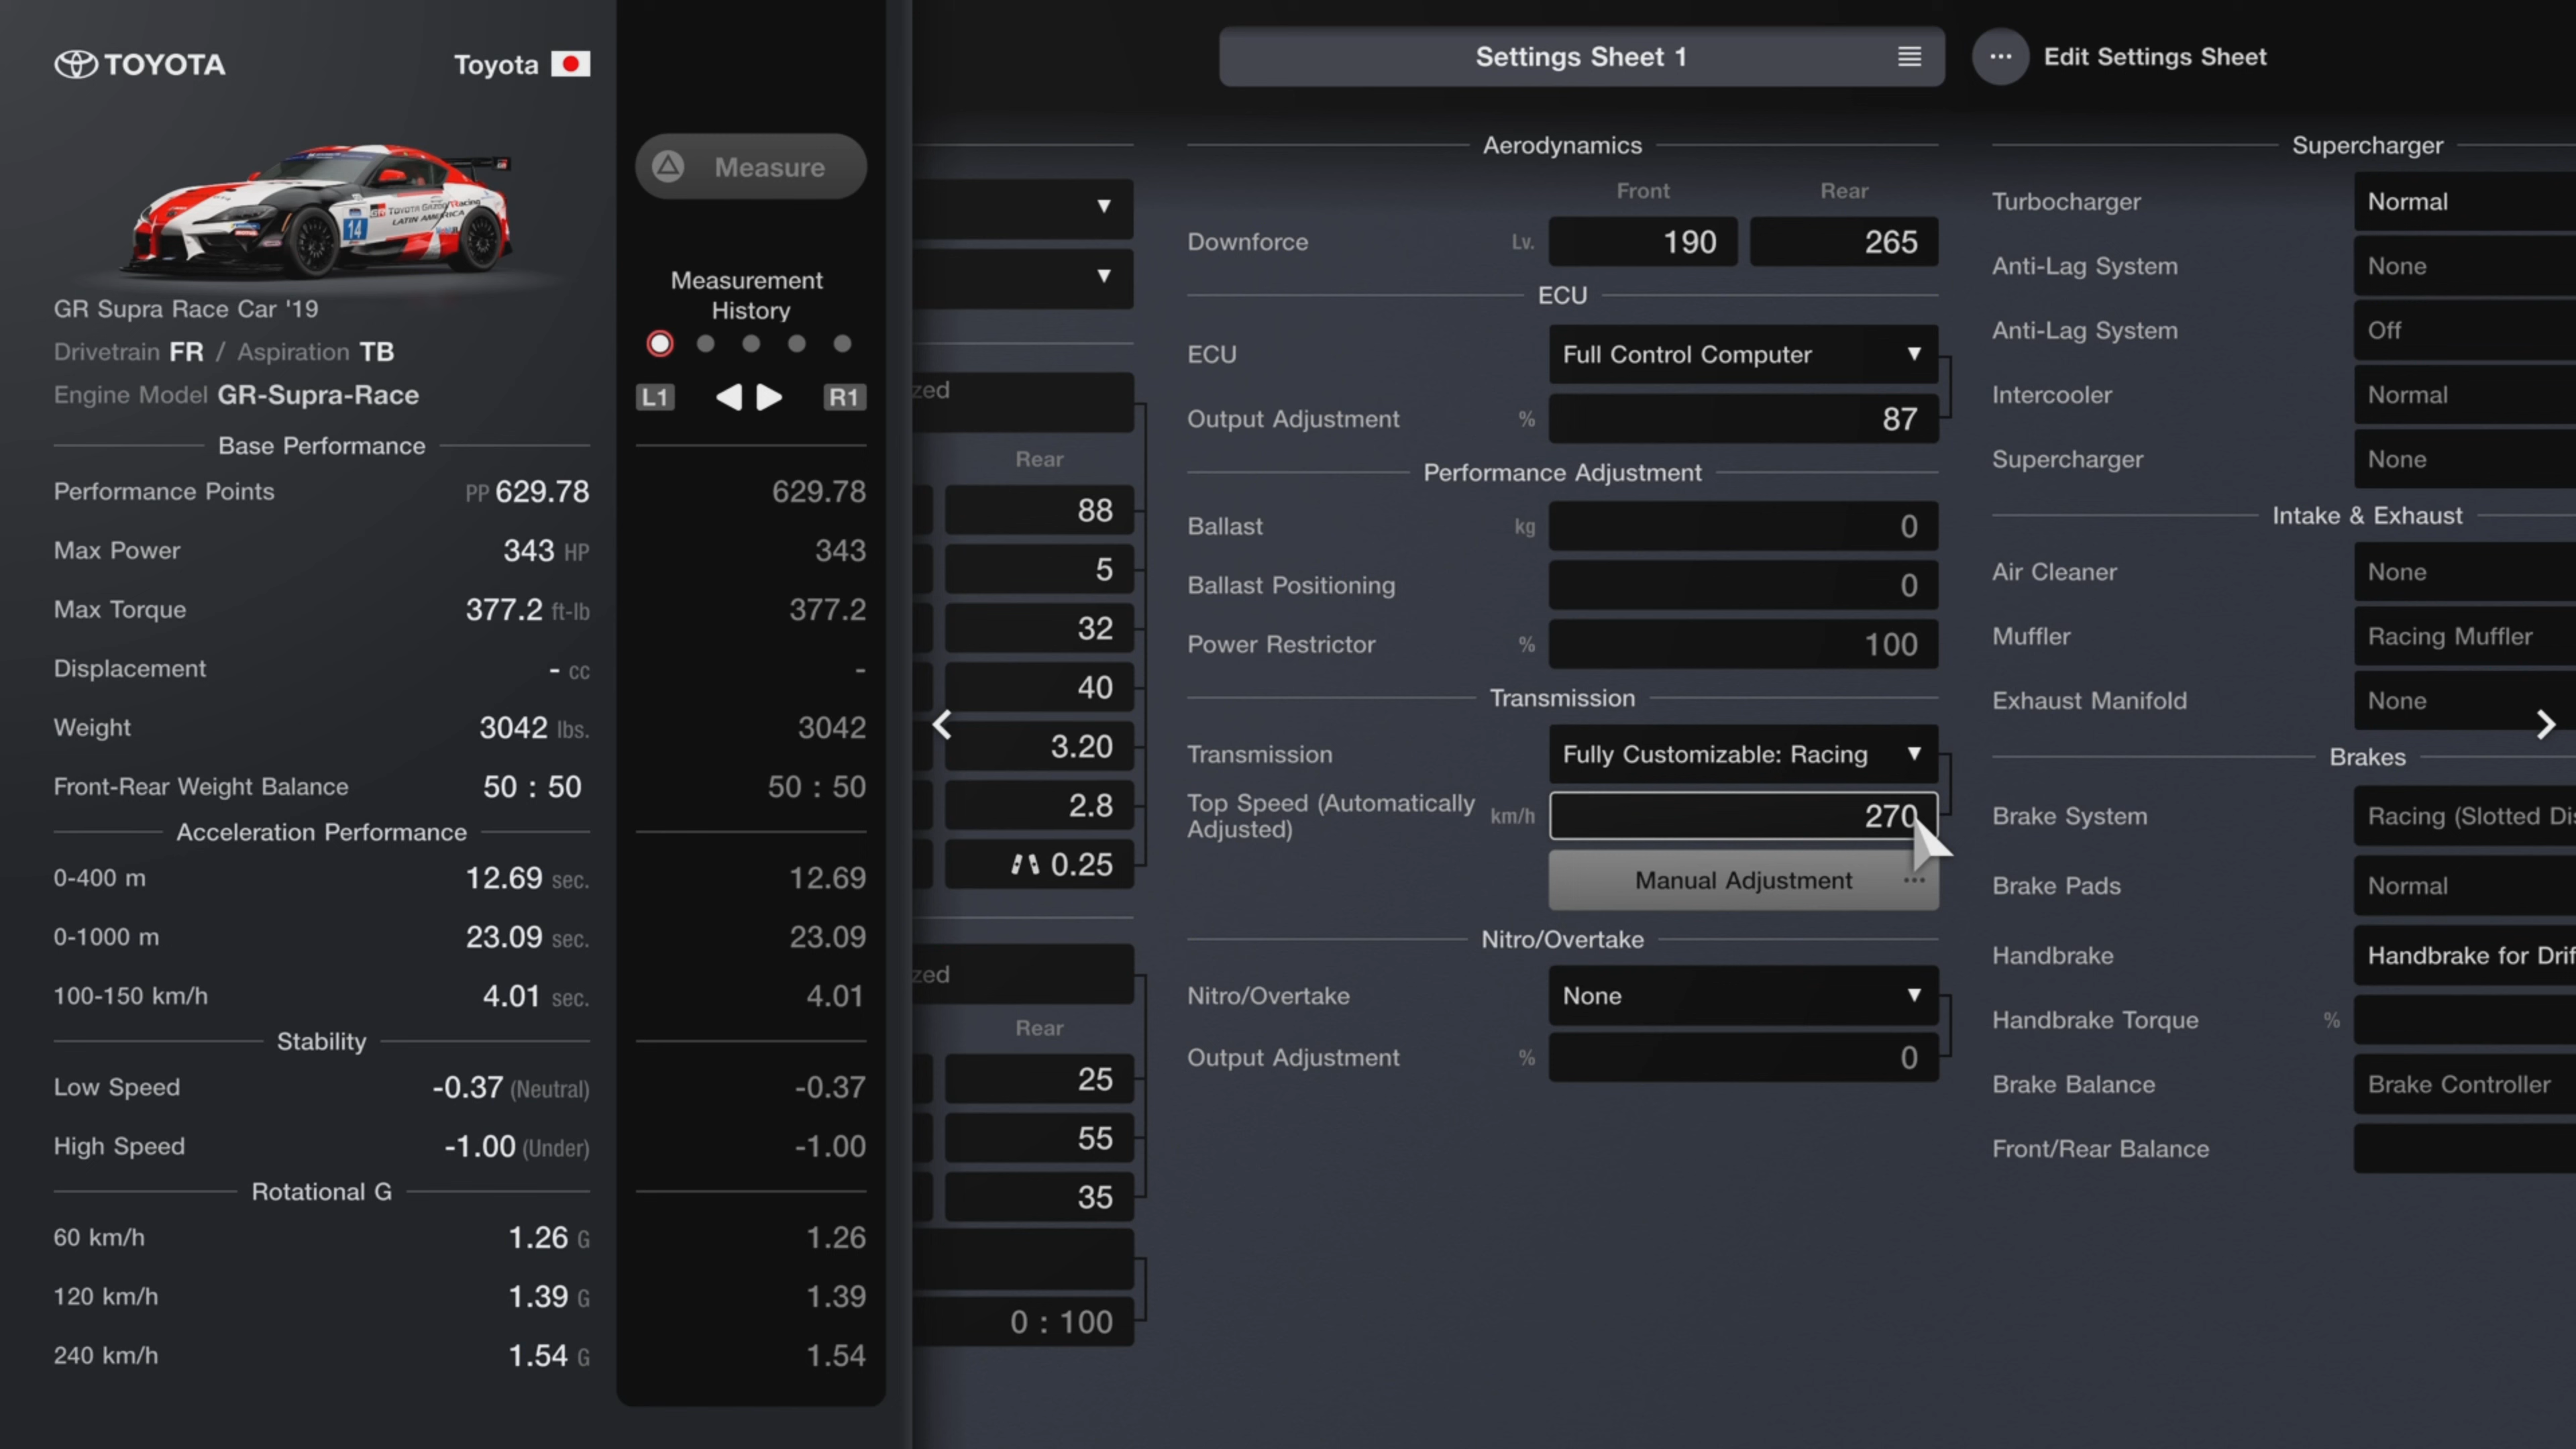 TOYOTA
Toyota
GR Supra Race Car '19
Drivetrain FR / Aspiration TB
Engine Model GR-Supra-Race
Base Performance
Performance Points PP 629.78
Max Power 343 HP
Max Torque 377.2 ft-lb
Displacement - cc
Weight 3042 lbs.
Front-Rear Weight Balance 50 : 50
Acceleration Performance
0-400 m 12.69 sec.
0-1000 m 23.09 sec.
100-150 km/h 4.01 sec.
Stability
Low Speed -0.37 (Neutral)
High Speed -1.00 (Under)
Rotational G
60 km/h 1.26 G
120 km/h 1.39 G
240 km/h 1.54 G
Measure
Measurement
History
L1 R1
629.78
343
377.2
-
3042
50 : 50
12.69
23.09
4.01
-0.37
-1.00
1.26
1.39
1.54
zed
Rear
88
5
32
40
3.20
2.8
0.25
zed
Rear
25
55
35
0 : 100
Settings Sheet 1
Edit Settings Sheet
Aerodynamics
Front Rear
Downforce Lv. 190 265
ECU
ECU Full Control Computer
Output Adjustment % 87
Performance Adjustment
Ballast kg 0
Ballast Positioning 0
Power Restrictor % 100
Transmission
Transmission Fully Customizable: Racing
Top Speed (Automatically
Adjusted) km/h 270
Manual Adjustment ...
Nitro/Overtake
Nitro/Overtake None
Output Adjustment % 0
Supercharger
Turbocharger Normal
Anti-Lag System None
Anti-Lag System Off
Intercooler Normal
Supercharger None
Intake & Exhaust
Air Cleaner None
Muffler Racing Muffler
Exhaust Manifold None
Brakes
Brake System Racing (Slotted Dis
Brake Pads Normal
Handbrake Handbrake for Drif
Handbrake Torque %
Brake Balance Brake Controller
Front/Rear Balance
14
TOYOTA GAZOO Racing
LATIN AMERICA